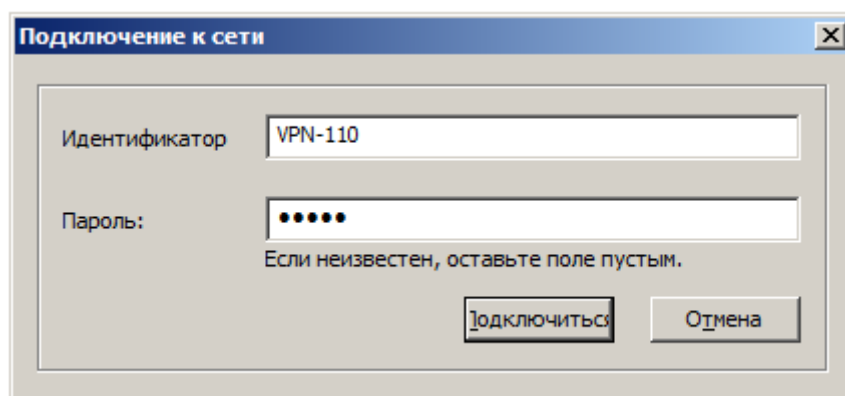 Подключение к сети
Идентификатор VPN-110
Пароль: •••••
Если неизвестен, оставьте поле пустым.
Подключиться Отмена